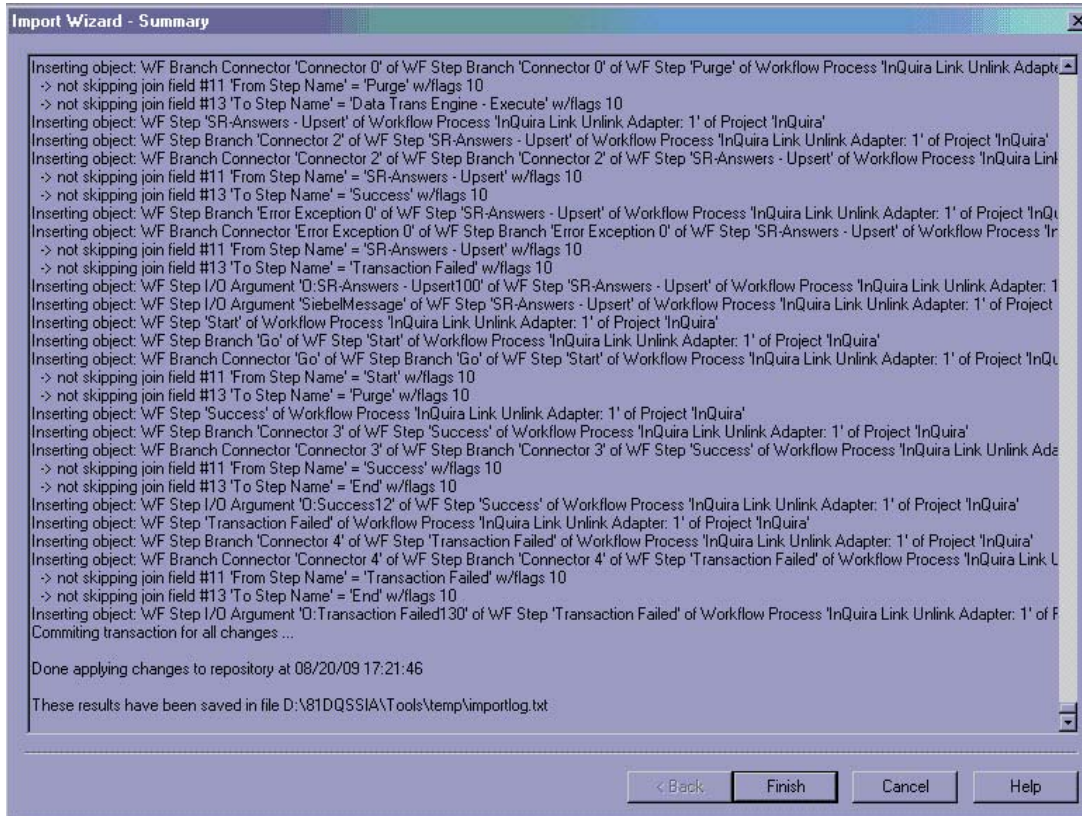 Import Wizard - Summary
Inserting object: WF Branch Connector 'Connector 0' of WF Step Branch 'Connector 0' of WF Step 'Purge' of Workflow Process 'InQuira Link Unlink Adapte
-> not skipping join field #11 'From Step Name' = 'Purge' w/flags 10
-> not skipping join field #13 'To Step Name' = 'Data Trans Engine - Execute' w/flags 10
Inserting object: WF Step 'SR-Answers - Upsert' of Workflow Process 'InQuira Link Unlink Adapter: 1' of Project 'InQuira'
Inserting object: WF Step Branch 'Connector 2' of WF Step 'SR-Answers - Upsert' of Workflow Process 'InQuira Link Unlink Adapter: 1' of Project 'InQuira'
Inserting object: WF Branch Connector 'Connector 2' of WF Step Branch 'Connector 2' of WF Step 'SR-Answers - Upsert' of Workflow Process 'InQuira Link
-> not skipping join field #11 'From Step Name' = 'SR-Answers - Upsert' w/flags 10
-> not skipping join field #13 'To Step Name' = 'Success' w/flags 10
Inserting object: WF Step Branch 'Error Exception 0' of WF Step 'SR-Answers - Upsert' of Workflow Process 'InQuira Link Unlink Adapter: 1' of Project 'InQu
Inserting object: WF Branch Connector 'Error Exception 0' of WF Step Branch 'Error Exception 0' of WF Step 'SR-Answers - Upsert' of Workflow Process 'In
-> not skipping join field #11 'From Step Name' = 'SR-Answers - Upsert' w/flags 10
-> not skipping join field #13 'To Step Name' = 'Transaction Failed' w/flags 10
Inserting object: WF Step I/O Argument 'O:SR-Answers - Upsert100' of WF Step 'SR-Answers - Upsert' of Workflow Process 'InQuira Link Unlink Adapter: 1
Inserting object: WF Step I/O Argument 'SiebelMessage' of WF Step 'SR-Answers - Upsert' of Workflow Process 'InQuira Link Unlink Adapter: 1' of Project
Inserting object: WF Step 'Start' of Workflow Process 'InQuira Link Unlink Adapter: 1' of Project 'InQuira'
Inserting object: WF Step Branch 'Go' of WF Step 'Start' of Workflow Process 'InQuira Link Unlink Adapter: 1' of Project 'InQuira'
Inserting object: WF Branch Connector 'Go' of WF Step Branch 'Go' of WF Step 'Start' of Workflow Process 'InQuira Link Unlink Adapter: 1' of Project 'InQu
-> not skipping join field #11 'From Step Name' = 'Start' w/flags 10
-> not skipping join field #13 'To Step Name' = 'Purge' w/flags 10
Inserting object: WF Step 'Success' of Workflow Process 'InQuira Link Unlink Adapter: 1' of Project 'InQuira'
Inserting object: WF Step Branch 'Connector 3' of WF Step 'Success' of Workflow Process 'InQuira Link Unlink Adapter: 1' of Project 'InQuira'
Inserting object: WF Branch Connector 'Connector 3' of WF Step Branch 'Connector 3' of WF Step 'Success' of Workflow Process 'InQuira Link Unlink Ada
-> not skipping join field #11 'From Step Name' = 'Success' w/flags 10
-> not skipping join field #13 'To Step Name' = 'End' w/flags 10
Inserting object: WF Step I/O Argument 'O:Success12' of WF Step 'Success' of Workflow Process 'InQuira Link Unlink Adapter: 1' of Project 'InQuira'
Inserting object: WF Step 'Transaction Failed' of Workflow Process 'InQuira Link Unlink Adapter: 1' of Project 'InQuira'
Inserting object: WF Step Branch 'Connector 4' of WF Step 'Transaction Failed' of Workflow Process 'InQuira Link Unlink Adapter: 1' of Project 'InQuira'
Inserting object: WF Branch Connector 'Connector 4' of WF Step Branch 'Connector 4' of WF Step 'Transaction Failed' of Workflow Process 'InQuira Link U
-> not skipping join field #11 'From Step Name' = 'Transaction Failed' w/flags 10
-> not skipping join field #13 'To Step Name' = 'End' w/flags 10
Inserting object: WF Step I/O Argument 'O:Transaction Failed130' of WF Step 'Transaction Failed' of Workflow Process 'InQuira Link Unlink Adapter: 1' of P
Commiting transaction for all changes ...
Done applying changes to repository at 08/20/09 17:21:46
These results have been saved in file D:\81DQSSIA\Tools\temp\importlog.txt
< Back Finish Cancel Help